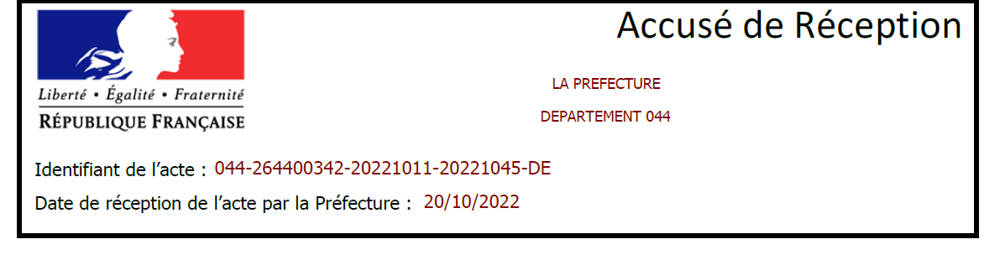 Accusé de Réception
Liberté • Égalité • Fraternité
RÉPUBLIQUE FRANÇAISE
LA PREFECTURE
DEPARTEMENT 044
Identifiant de l’acte : 044-264400342-20221011-20221045-DE
Date de réception de l’acte par la Préfecture : 20/10/2022